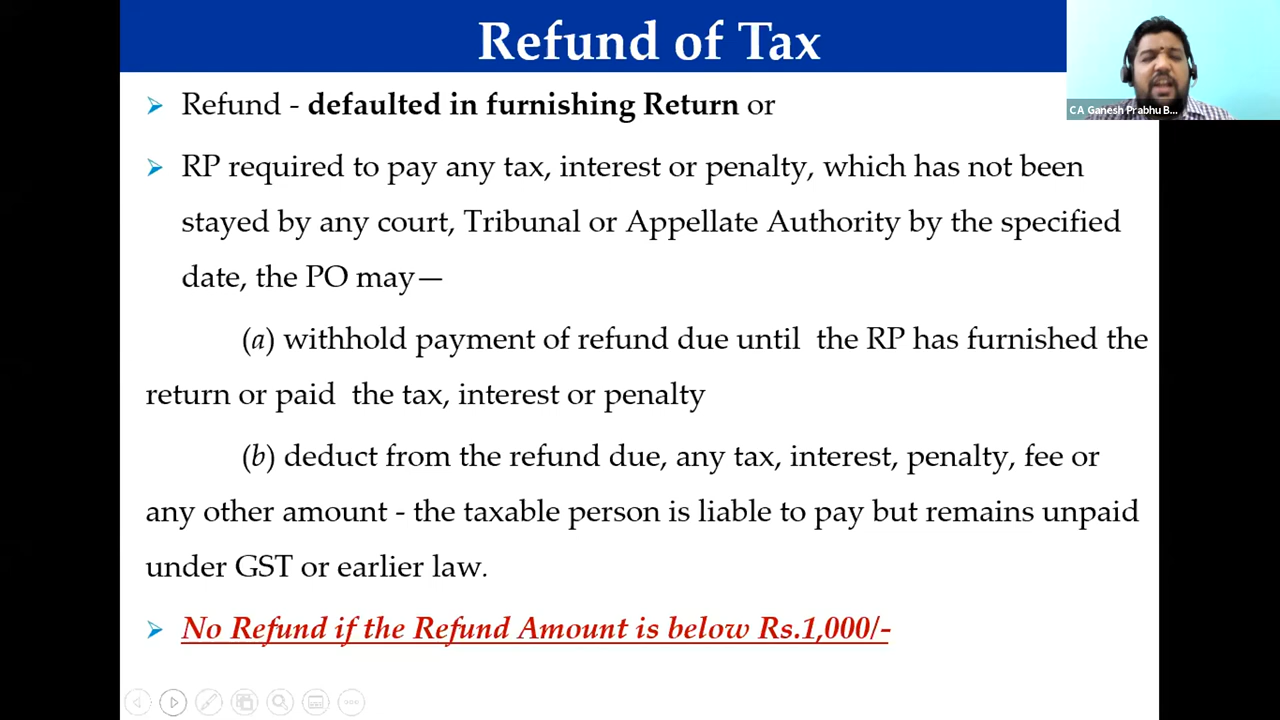 Refund of Tax
CA Ganesh Prabhu B...
Refund - defaulted in furnishing Return or
RP required to pay any tax, interest or penalty, which has not been
stayed by any court, Tribunal or Appellate Authority by the specified
date, the PO may—
(a) withhold payment of refund due until the RP has furnished the
return or paid the tax, interest or penalty
(b) deduct from the refund due, any tax, interest, penalty, fee or
any other amount - the taxable person is liable to pay but remains unpaid
under GST or earlier law.
No Refund if the Refund Amount is below Rs.1,000/-